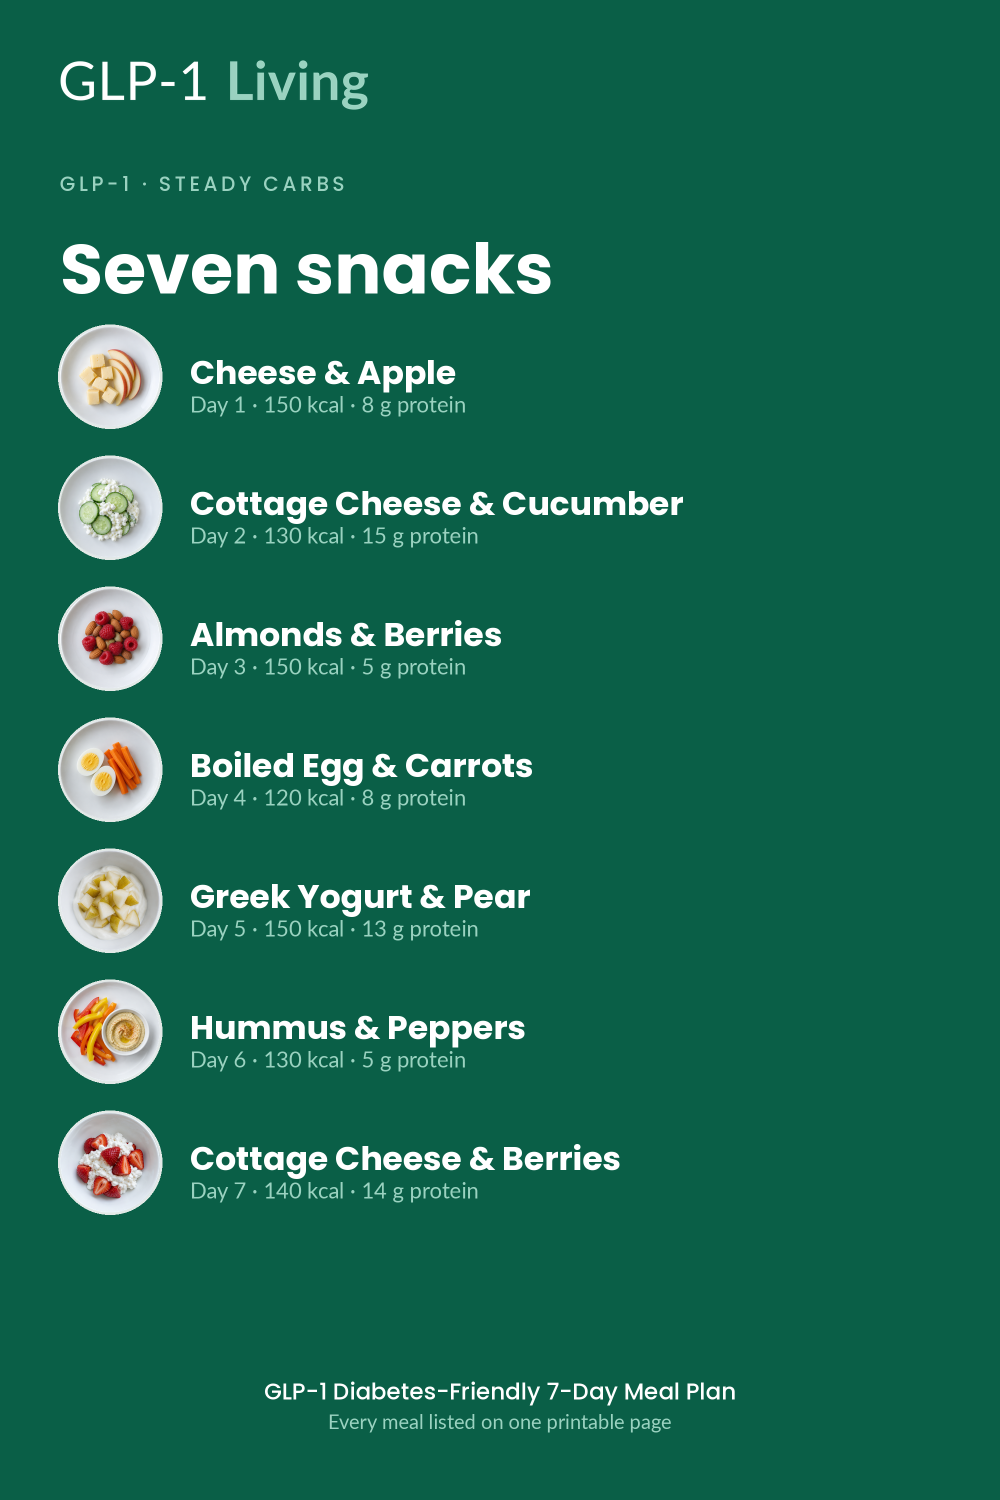 GLP-1 Living
GLP-1 · STEADY CARBS
Seven snacks
Cheese & Apple
Day 1 · 150 kcal · 8 g protein
Cottage Cheese & Cucumber
Day 2 · 130 kcal · 15 g protein
Almonds & Berries
Day 3 · 150 kcal · 5 g protein
Boiled Egg & Carrots
Day 4 · 120 kcal · 8 g protein
Greek Yogurt & Pear
Day 5 · 150 kcal · 13 g protein
Hummus & Peppers
Day 6 · 130 kcal · 5 g protein
Cottage Cheese & Berries
Day 7 · 140 kcal · 14 g protein
GLP-1 Diabetes-Friendly 7-Day Meal Plan
Every meal listed on one printable page